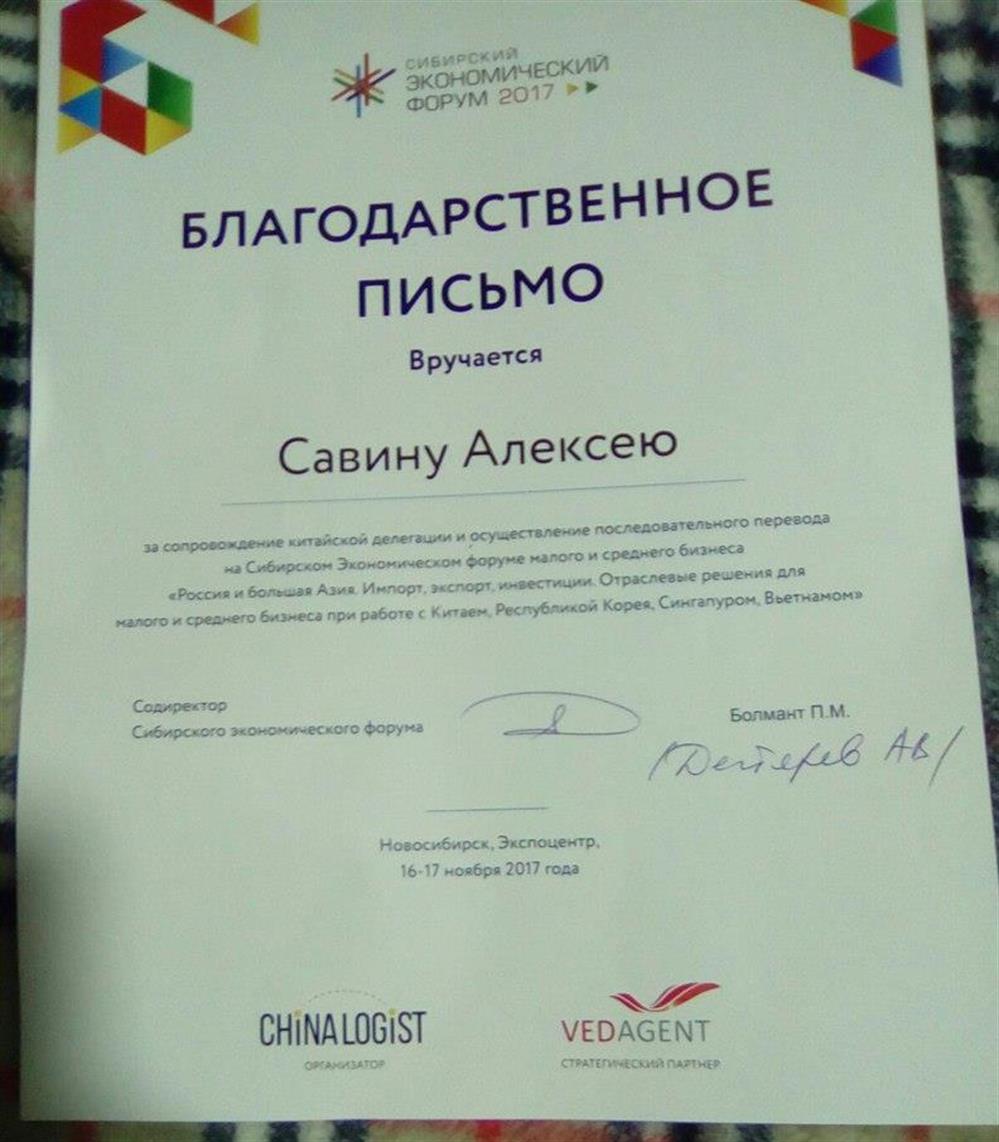 СИБИРСКИЙ
ЭКОНОМИЧЕСКИЙ
ФОРУМ 2017
БЛАГОДАРСТВЕННОЕ
ПИСЬМО
Вручается
Савину Алексею
за сопровождение китайской делегации и осуществление последовательного перевода
на Сибирском Экономическом форуме малого и среднего бизнеса
«Россия и большая Азия. Импорт, экспорт, инвестиции. Отраслевые решения для
малого и среднего бизнеса при работе с Китаем, Республикой Корея, Сингапуром, Вьетнамом»
Содиректор
Сибирского экономического форума
Болмант П.М.
/Дегтярев АВ/
Новосибирск, Экспоцентр,
16-17 ноября 2017 года
CHINALOGIST
ОРГАНИЗАТОР
VEDAGENT
СТРАТЕГИЧЕСКИЙ ПАРТНЕР